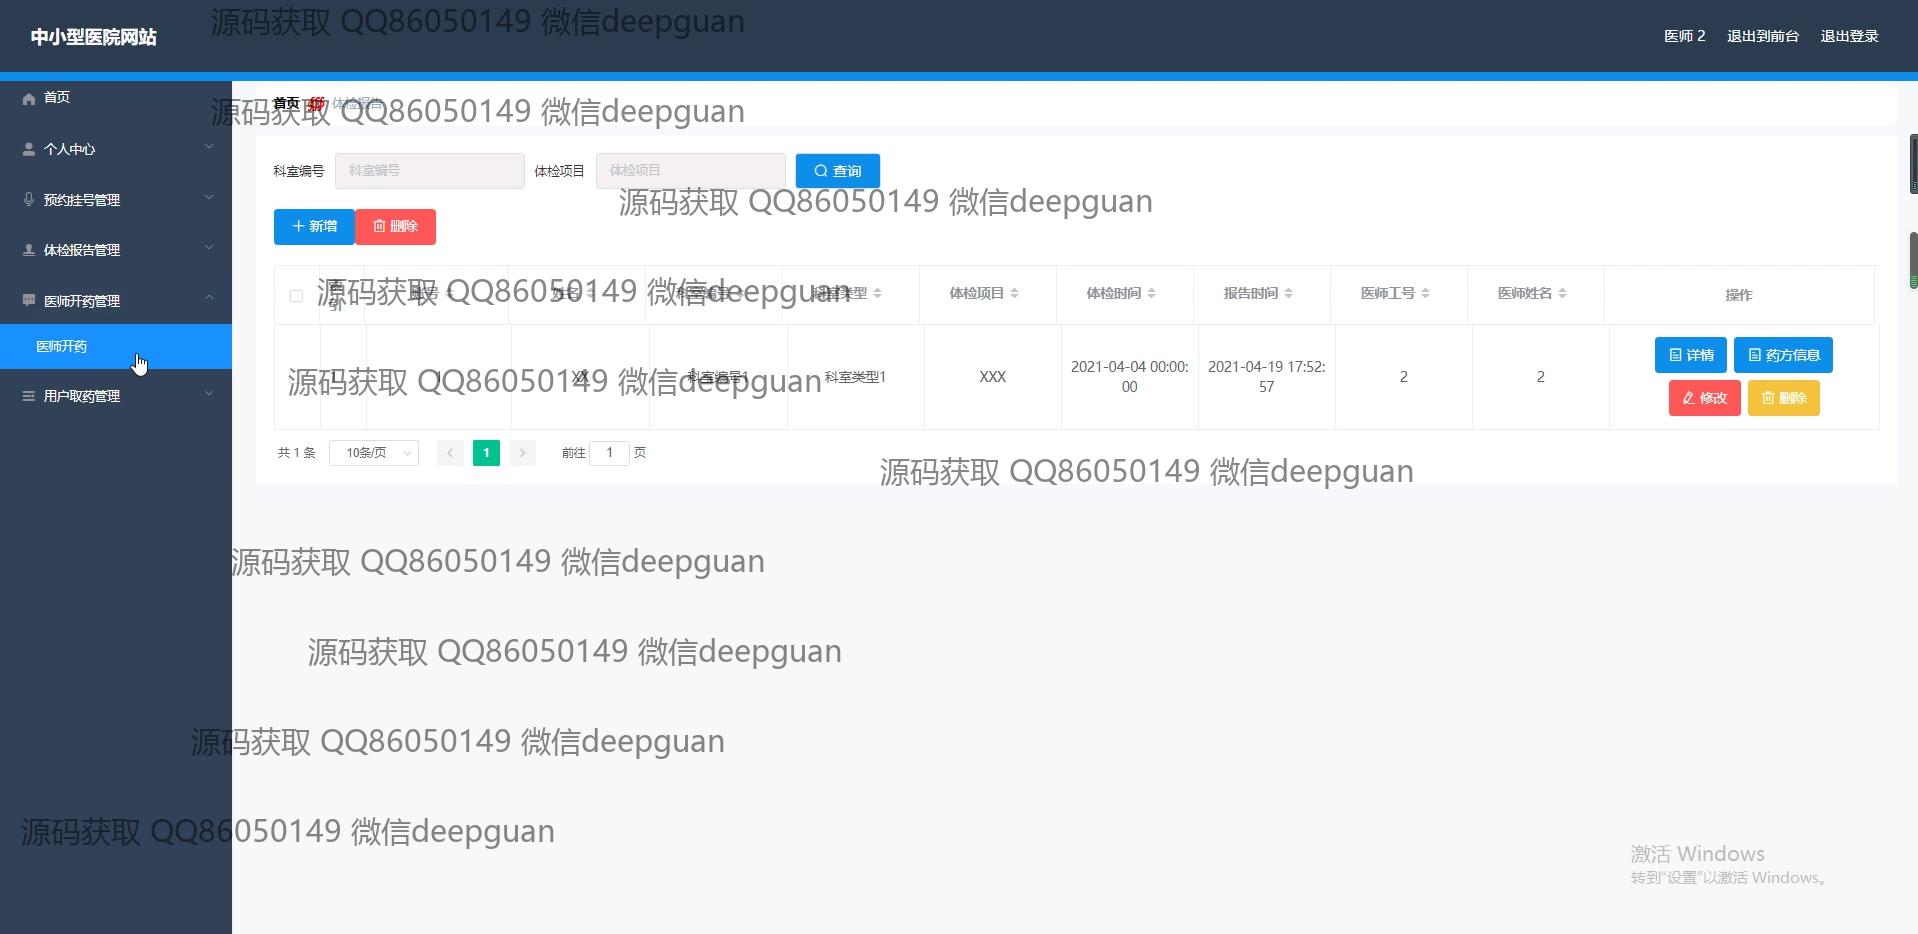 源码获取 QQ86050149 微信deepguan
中小型医院网站
医师 2 退出到前台 退出登录
首页
个人中心
预约挂号管理
体检报告管理
医师开药管理
医师开药
用户取药管理
首页 体检报告
源码获取 QQ86050149 微信deepguan
科室编号 科室编号 体检项目 体检项目 查询
源码获取 QQ86050149 微信deepguan
新增 删除
索引 账号 姓名 科室编号 科室类型 体检项目 体检时间 报告时间 医师工号 医师姓名 操作
源码获取 QQ86050149 微信deepguan
1 1 XX 科室编号1 科室类型1 XXX 2021-04-04 00:00:00 2021-04-19 17:52:57 2 2 详情 药方信息
修改 删除
源码获取 QQ86050149 微信deepguan
共 1 条 10条/页 1 前往 1 页
源码获取 QQ86050149 微信deepguan
源码获取 QQ86050149 微信deepguan
源码获取 QQ86050149 微信deepguan
源码获取 QQ86050149 微信deepguan
源码获取 QQ86050149 微信deepguan
激活 Windows
转到“设置”以激活 Windows。